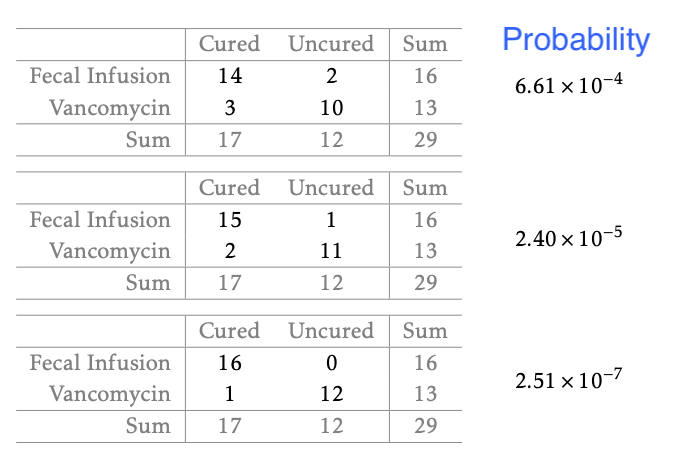 Probability
Cured Uncured Sum
Fecal Infusion 14 2 16
6.61 × 10⁻⁴
Vancomycin 3 10 13
Sum 17 12 29
Cured Uncured Sum
Fecal Infusion 15 1 16
2.40 × 10⁻⁵
Vancomycin 2 11 13
Sum 17 12 29
Cured Uncured Sum
Fecal Infusion 16 0 16
2.51 × 10⁻⁷
Vancomycin 1 12 13
Sum 17 12 29